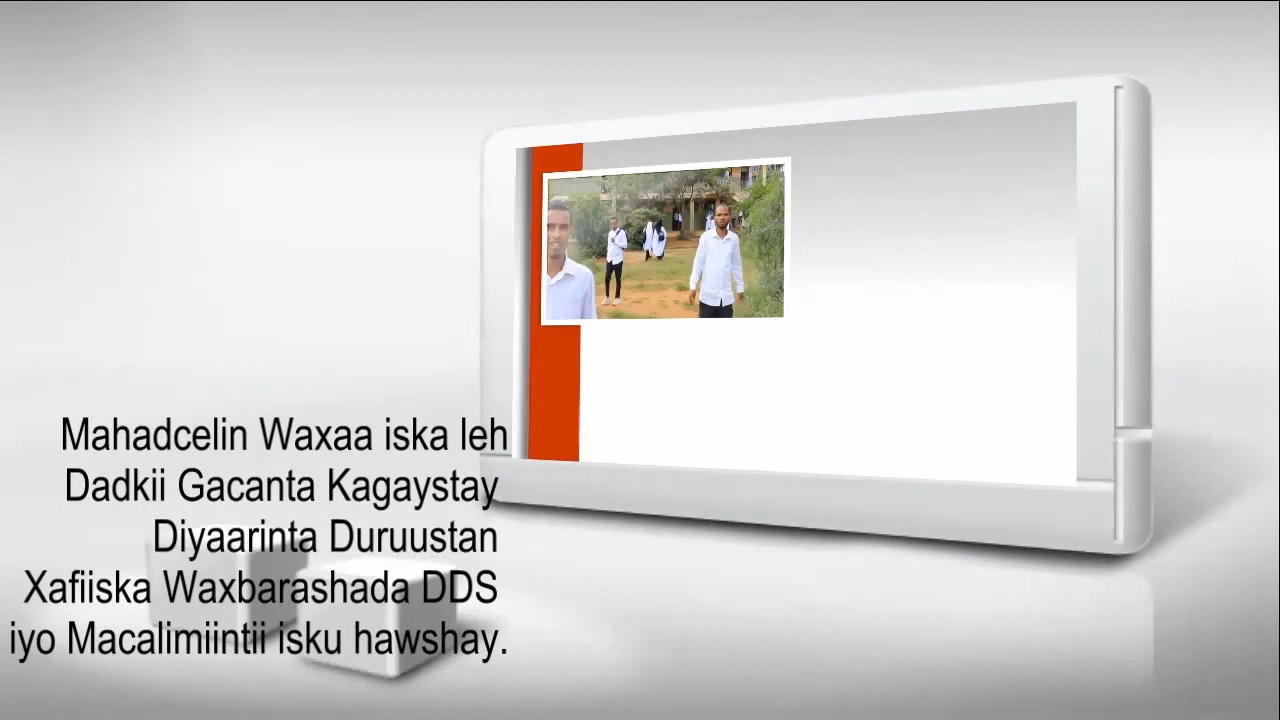 Mahadcelin Waxaa iska leh
Dadkii Gacanta Kagaystay
Diyaarinta Duruustan
Xafiiska Waxbarashada DDS
iyo Macalimiintii isku hawshay.